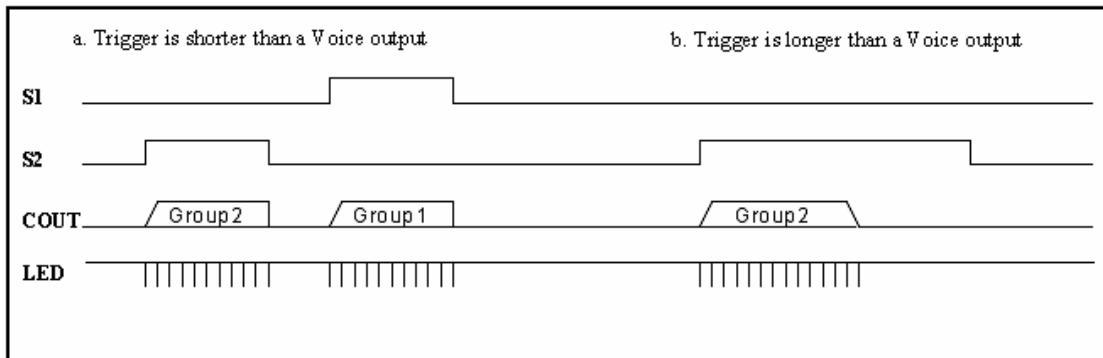 a. Trigger is shorter than a Voice output
b. Trigger is longer than a Voice output
S1
S2
COUT
Group2
Group1
Group2
LED